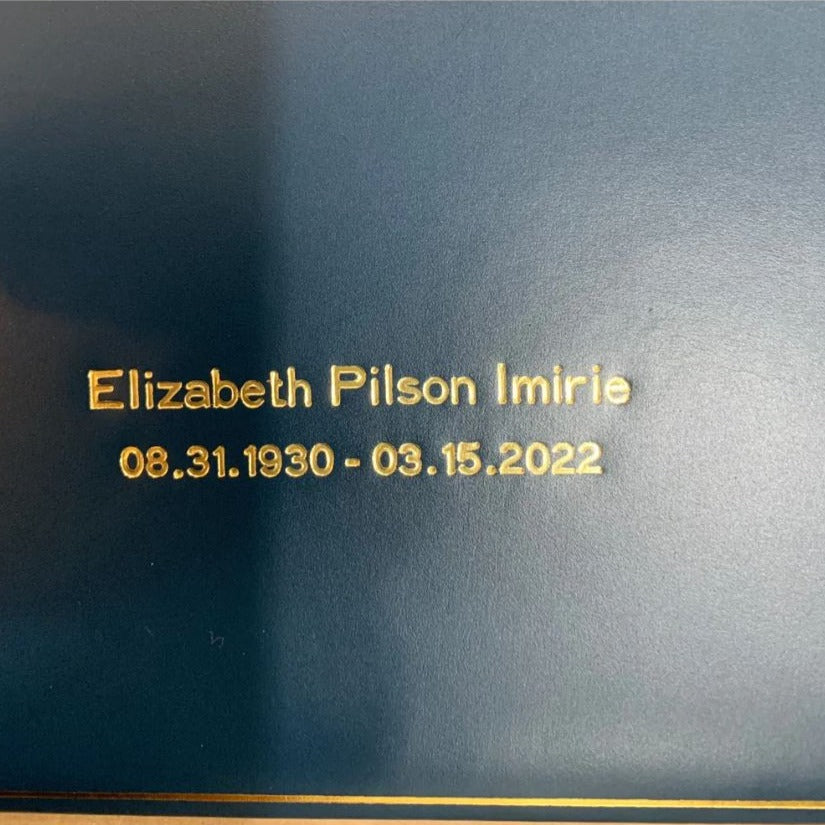 Elizabeth Pilson Imirie
08.31.1930 - 03.15.2022